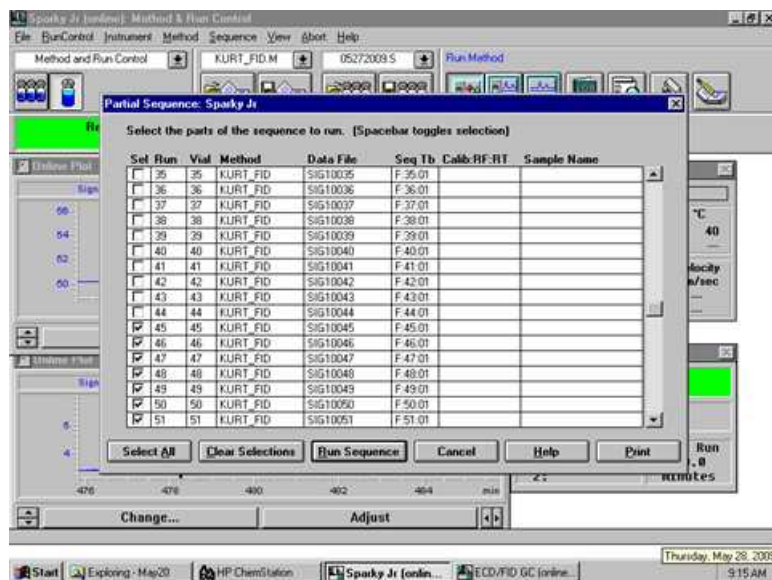 Sparky Jr (online): Method & Run Control
File RunControl Instrument Method Sequence View Abort Help
Method and Run Control KURT_FID.M 05272009.S Run Method
Partial Sequence: Sparky Jr
Select the parts of the sequence to run. (Spacebar toggles selection)
Sel Run Vial Method Data File Seq Tb Calib:RF:RT Sample Name
35 35 KURT_FID SIG10035 F:35:01
36 36 KURT_FID SIG10036 F:36:01
37 37 KURT_FID SIG10037 F:37:01
38 38 KURT_FID SIG10038 F:38:01
39 39 KURT_FID SIG10039 F:39:01
40 40 KURT_FID SIG10040 F:40:01
41 41 KURT_FID SIG10041 F:41:01
42 42 KURT_FID SIG10042 F:42:01
43 43 KURT_FID SIG10043 F:43:01
44 44 KURT_FID SIG10044 F:44:01
45 45 KURT_FID SIG10045 F:45:01
46 46 KURT_FID SIG10046 F:46:01
47 47 KURT_FID SIG10047 F:47:01
48 48 KURT_FID SIG10048 F:48:01
49 49 KURT_FID SIG10049 F:49:01
50 50 KURT_FID SIG10050 F:50:01
51 51 KURT_FID SIG10051 F:51:01
Select All Clear Selections Run Sequence Cancel Help Print
Online Plot
°C
40
Run
Minutes
476 478 480 482 484 min
Change... Adjust
Thursday, May 28, 2009
Start Exploring - May20 HP ChemStation Sparky Jr (onlin... ECD/FID GC (online... 9:15 AM